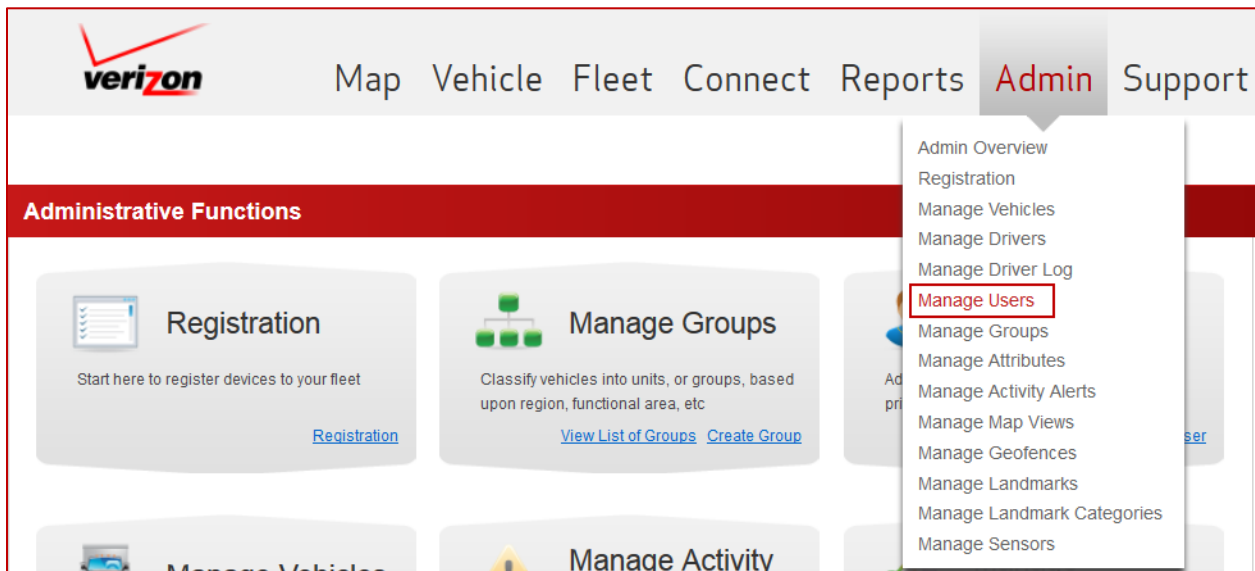 verizon
Map Vehicle Fleet Connect Reports Admin Support
Admin Overview
Registration
Manage Vehicles
Manage Drivers
Manage Driver Log
Manage Users
Manage Groups
Manage Attributes
Manage Activity Alerts
Manage Map Views
Manage Geofences
Manage Landmarks
Manage Landmark Categories
Manage Sensors
Administrative Functions
Registration
Start here to register devices to your fleet
Registration
Manage Groups
Classify vehicles into units, or groups, based
upon region, functional area, etc
View List of Groups Create Group
Manage Vehicles
Manage Activity